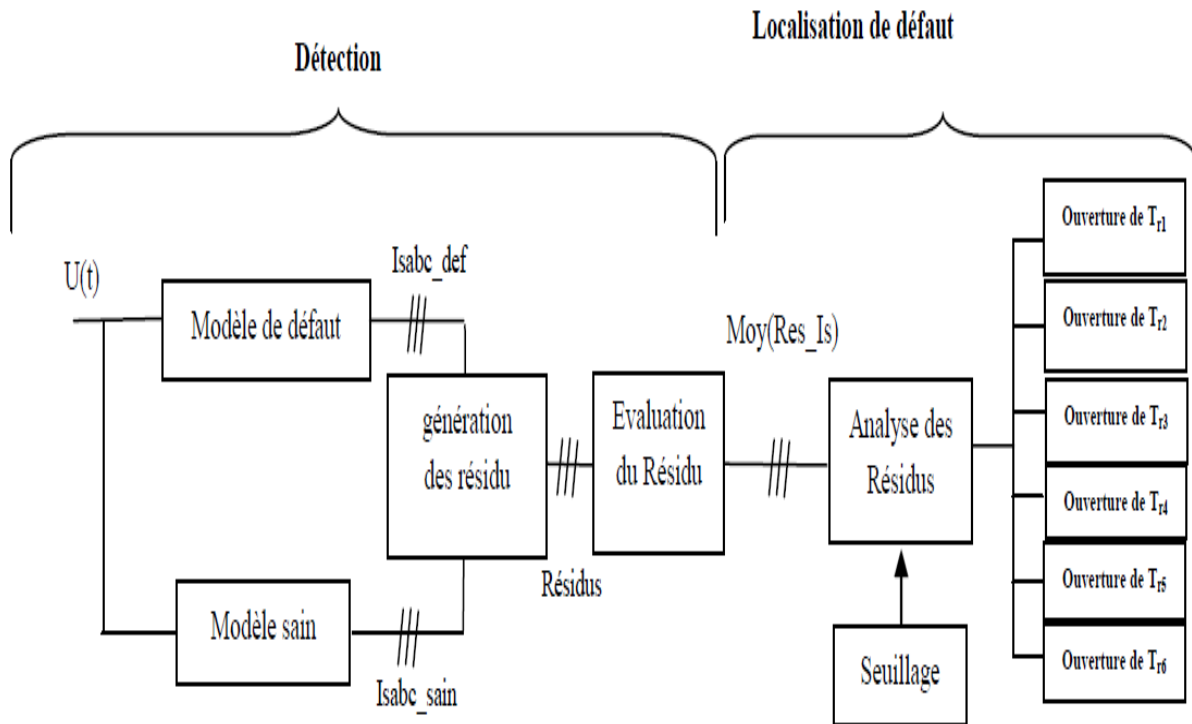 Localisation de défaut
Détection
Isabc_def
U(t)
Modèle de défaut
génération
des résidu
Evaluation
du Résidu
Moy(Res_Is)
Analyse des
Résidus
Résidus
Modèle sain
Isabc_sain
Seuillage
Ouverture de Tr1
Ouverture de Tr2
Ouverture de Tr3
Ouverture de Tr4
Ouverture de Tr5
Ouverture de Tr6